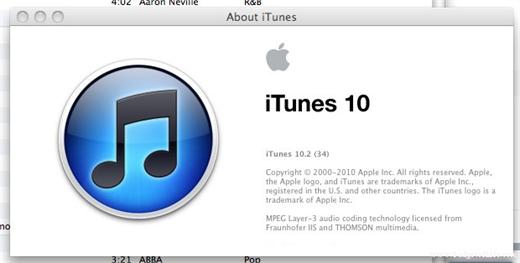 4:02 Aaron Neville R&B
About iTunes
iTunes 10
iTunes 10.2 (34)
Copyright © 2000-2010 Apple Inc. All rights reserved. Apple,
the Apple logo, and iTunes are trademarks of Apple Inc.,
registered in the U.S. and other countries. The iTunes logo is a
trademark of Apple Inc.
MPEG Layer-3 audio coding technology licensed from
Fraunhofer IIS and THOMSON multimedia.
3:21 ABBA Pop